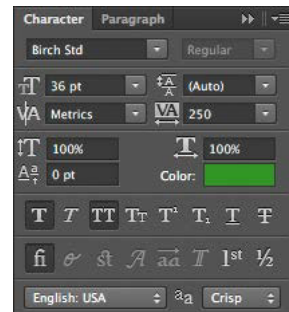 Character Paragraph
Birch Std Regular
36 pt (Auto)
Metrics 250
100% 100%
0 pt Color:
T T TT Tт T¹ T₁ T T
fi st A aa T 1st ½
English: USA aa Crisp